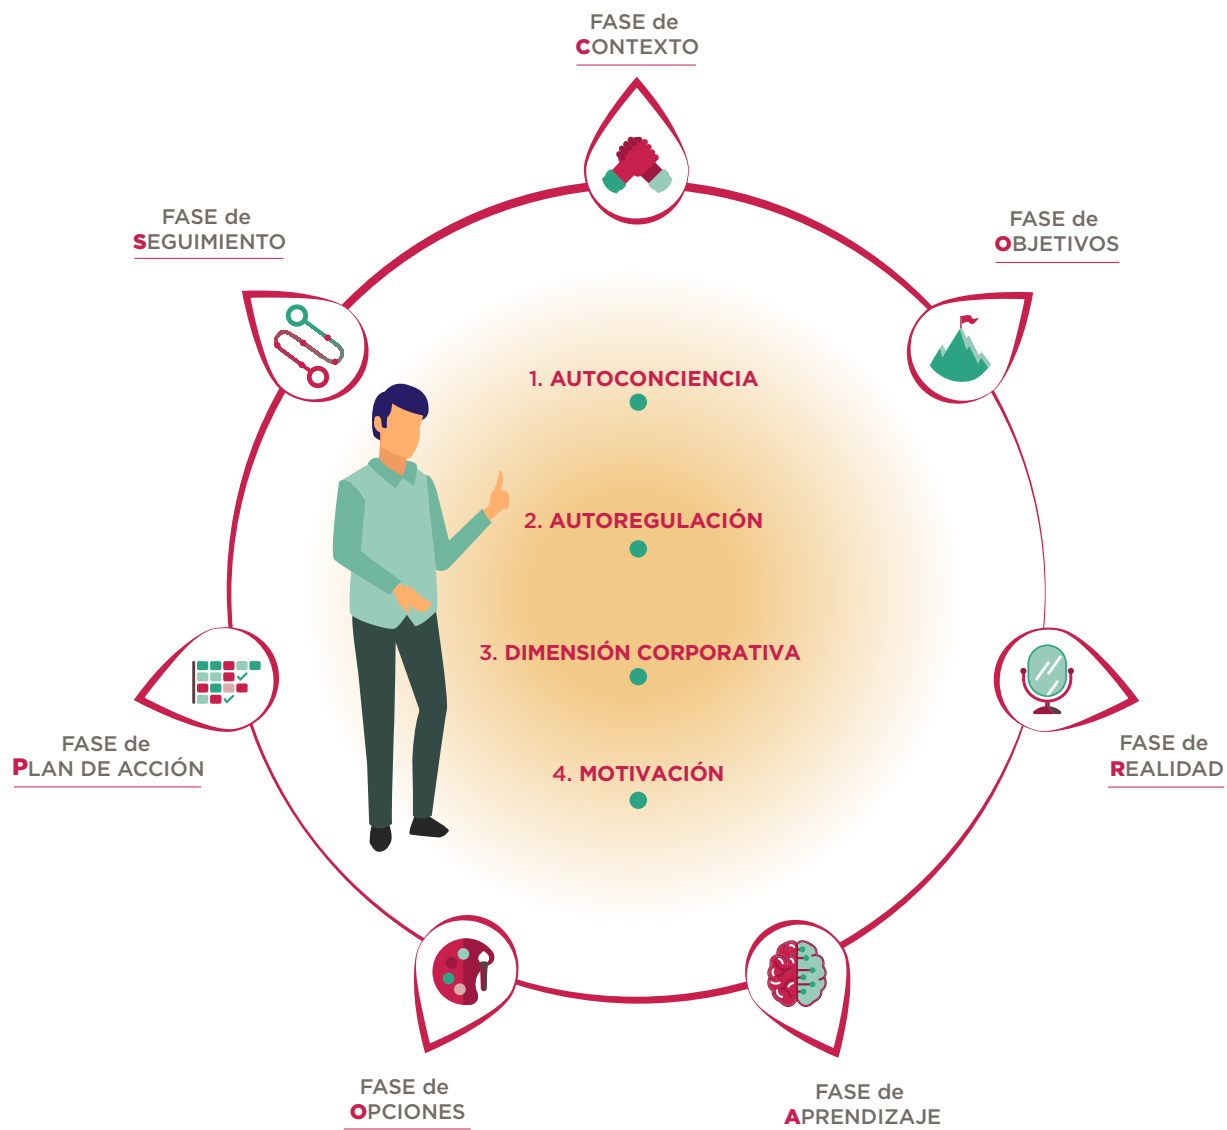 FASE de
CONTEXTO
FASE de
OBJETIVOS
FASE de
REALIDAD
FASE de
APRENDIZAJE
FASE de
OPCIONES
FASE de
PLAN DE ACCIÓN
FASE de
SEGUIMIENTO
1. AUTOCONCIENCIA
2. AUTOREGULACIÓN
3. DIMENSIÓN CORPORATIVA
4. MOTIVACIÓN